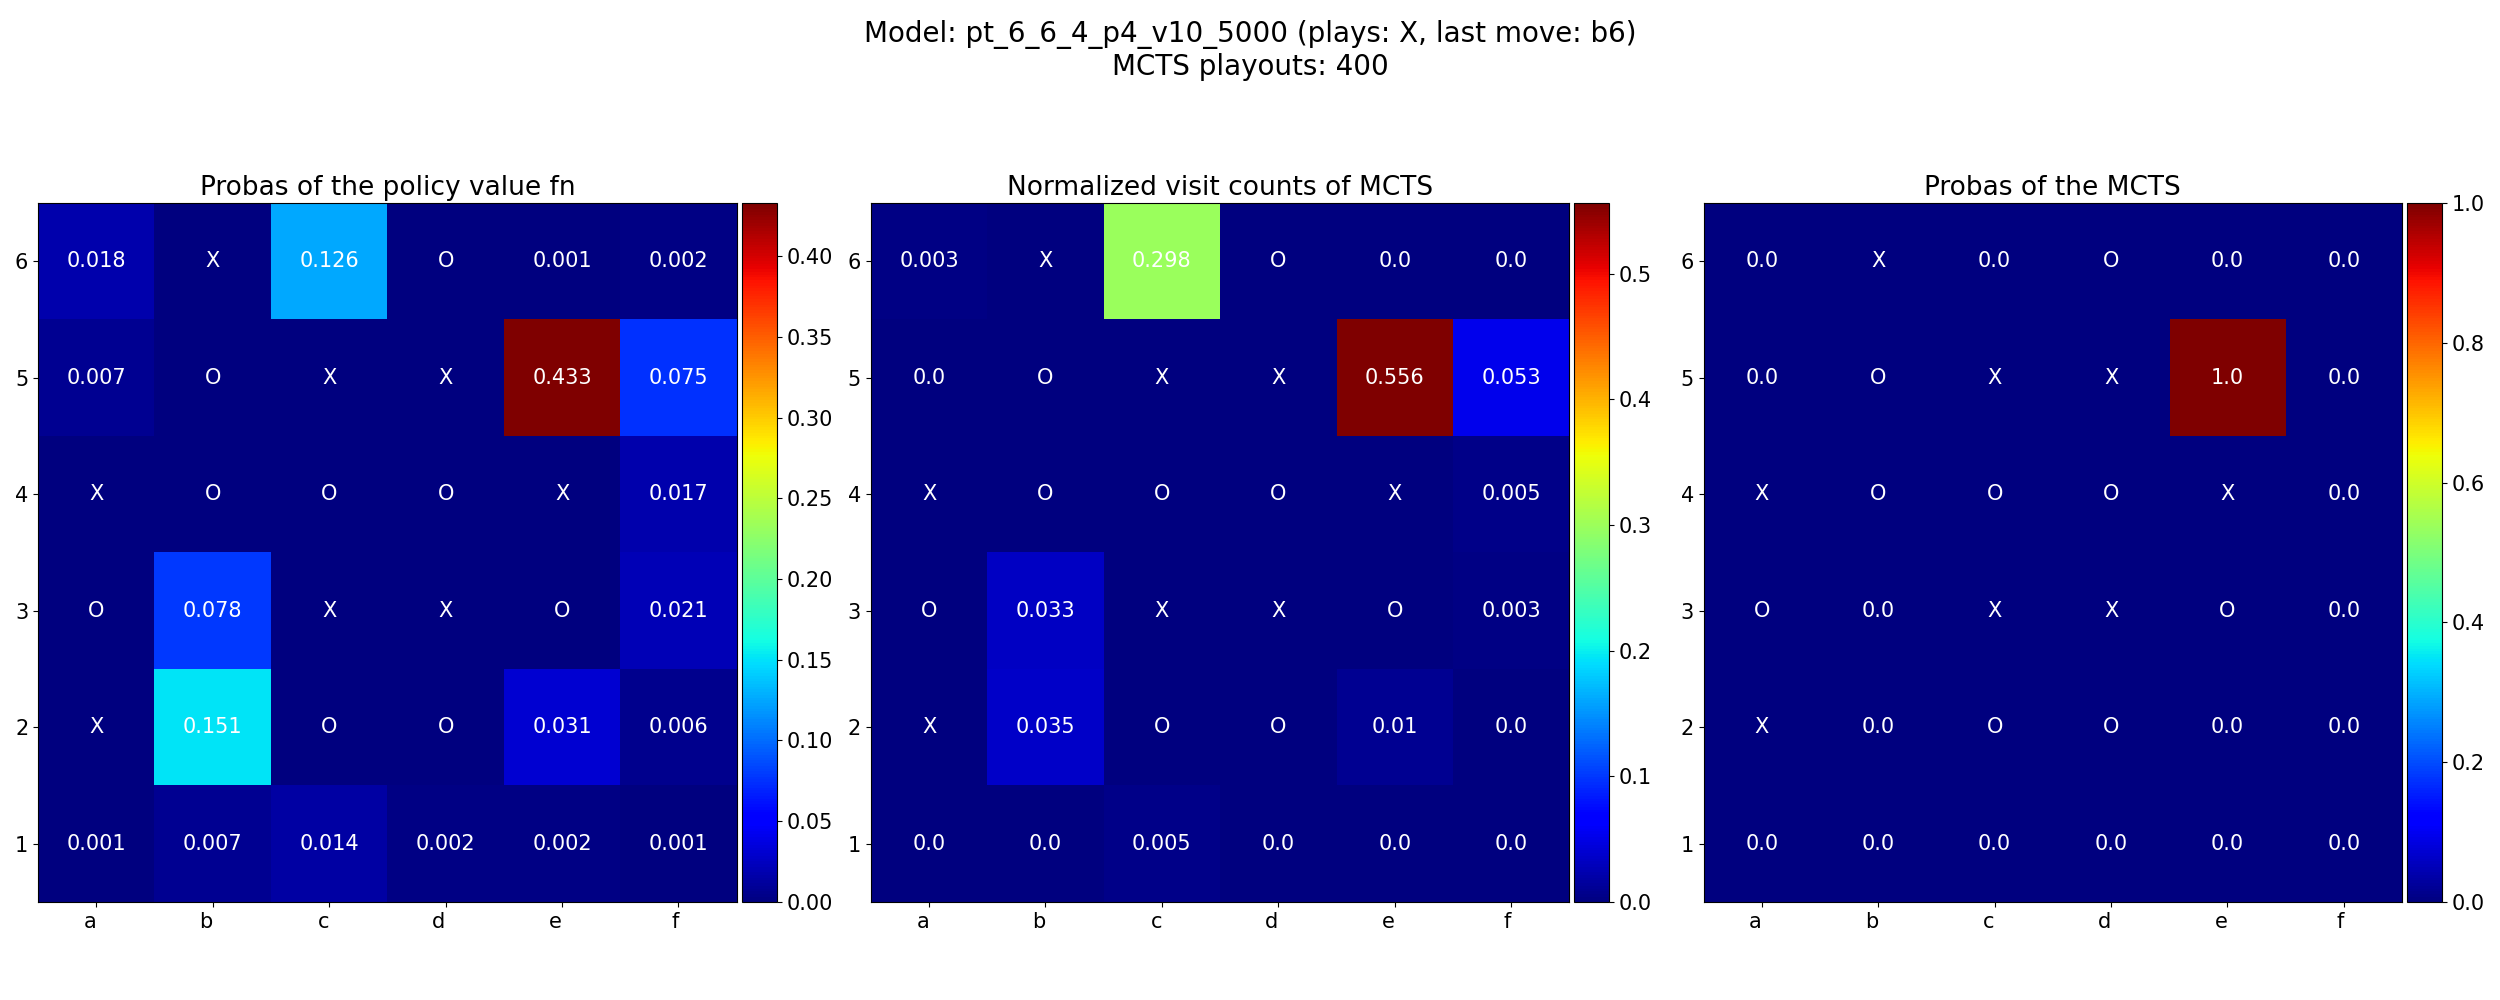 Model: pt_6_6_4_p4_v10_5000 (plays: X, last move: b6)
MCTS playouts: 400
Probas of the policy value fn
6 0.018 X 0.126 O 0.001 0.002
5 0.007 O X X 0.433 0.075
4 X O O O X 0.017
3 O 0.078 X X O 0.021
2 X 0.151 O O 0.031 0.006
1 0.001 0.007 0.014 0.002 0.002 0.001
a b c d e f
0.40
0.35
0.30
0.25
0.20
0.15
0.10
0.05
0.00
Normalized visit counts of MCTS
6 0.003 X 0.298 O 0.0 0.0
5 0.0 O X X 0.556 0.053
4 X O O O X 0.005
3 O 0.033 X X O 0.003
2 X 0.035 O O 0.01 0.0
1 0.0 0.0 0.005 0.0 0.0 0.0
a b c d e f
0.5
0.4
0.3
0.2
0.1
0.0
Probas of the MCTS
6 0.0 X 0.0 O 0.0 0.0
5 0.0 O X X 1.0 0.0
4 X O O O X 0.0
3 O 0.0 X X O 0.0
2 X 0.0 O O 0.0 0.0
1 0.0 0.0 0.0 0.0 0.0 0.0
a b c d e f
1.0
0.8
0.6
0.4
0.2
0.0